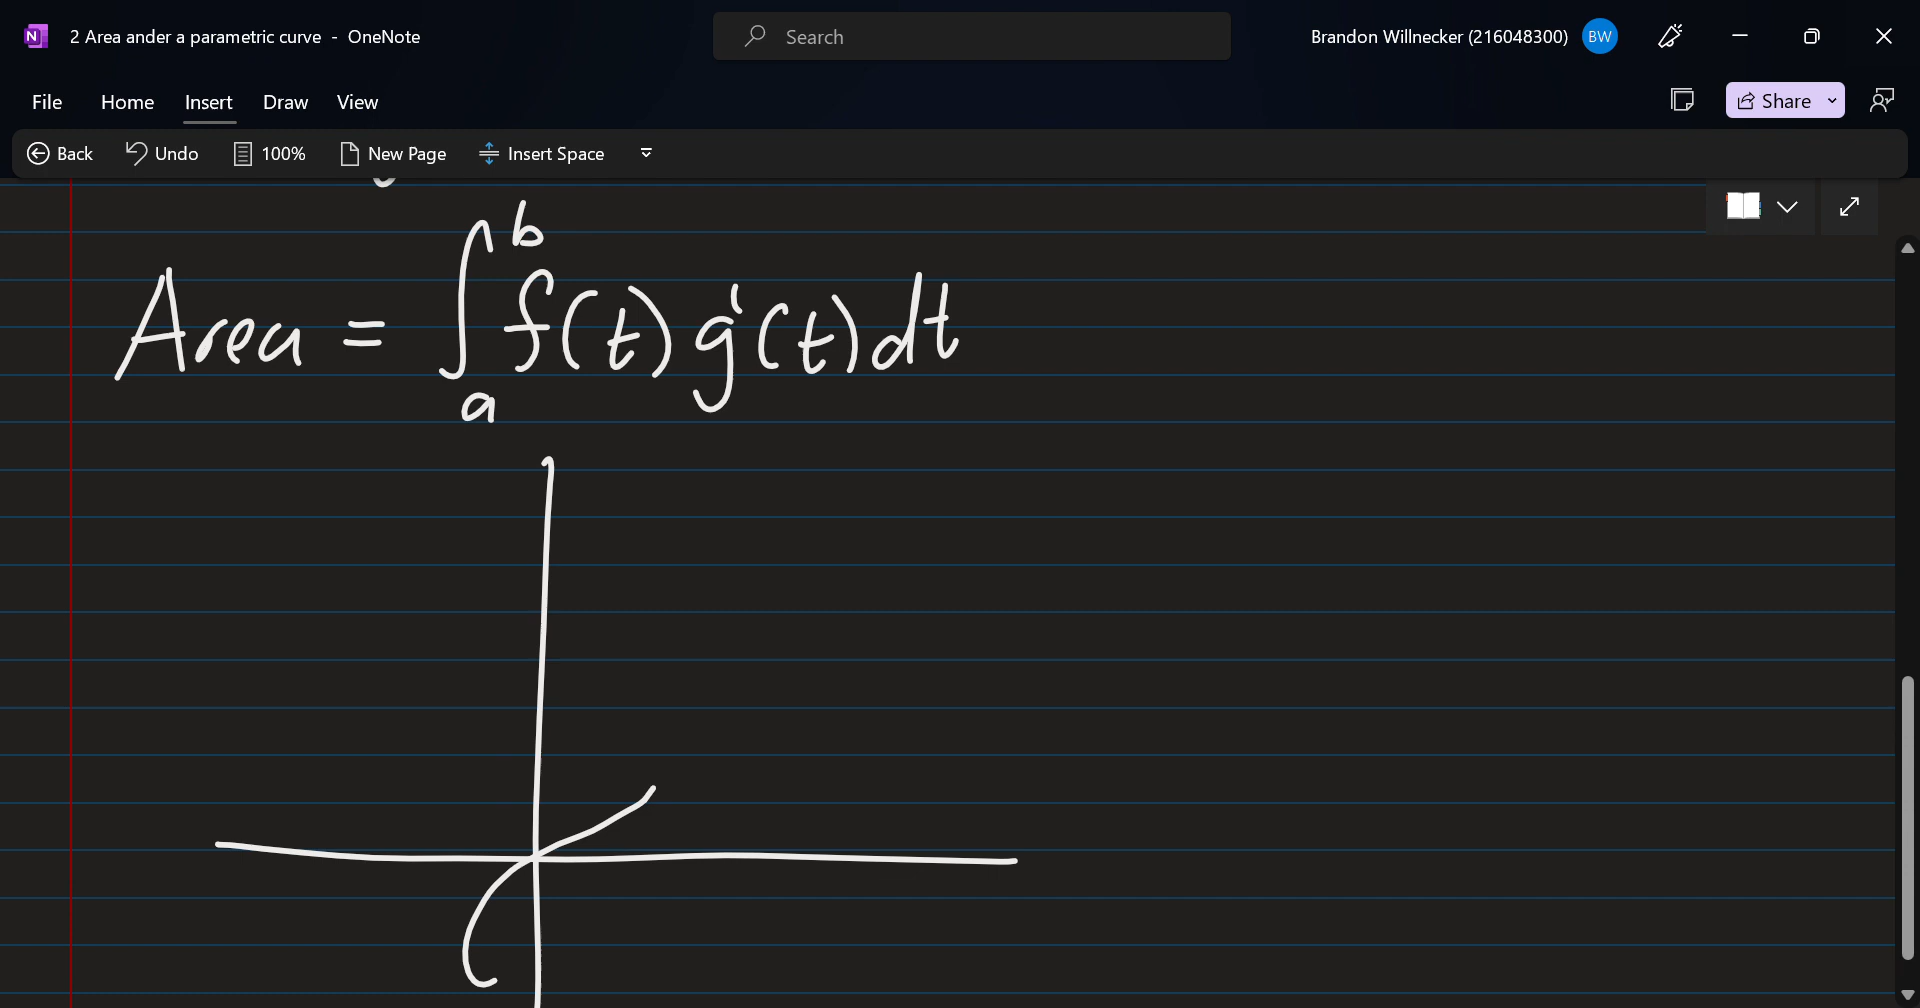 2 Area ander a parametric curve - OneNote
Search
Brandon Willnecker (216048300) BW
File Home Insert Draw View
Share
Back Undo 100% New Page Insert Space
b
Area = ∫ f(t) g'(t) dt
a